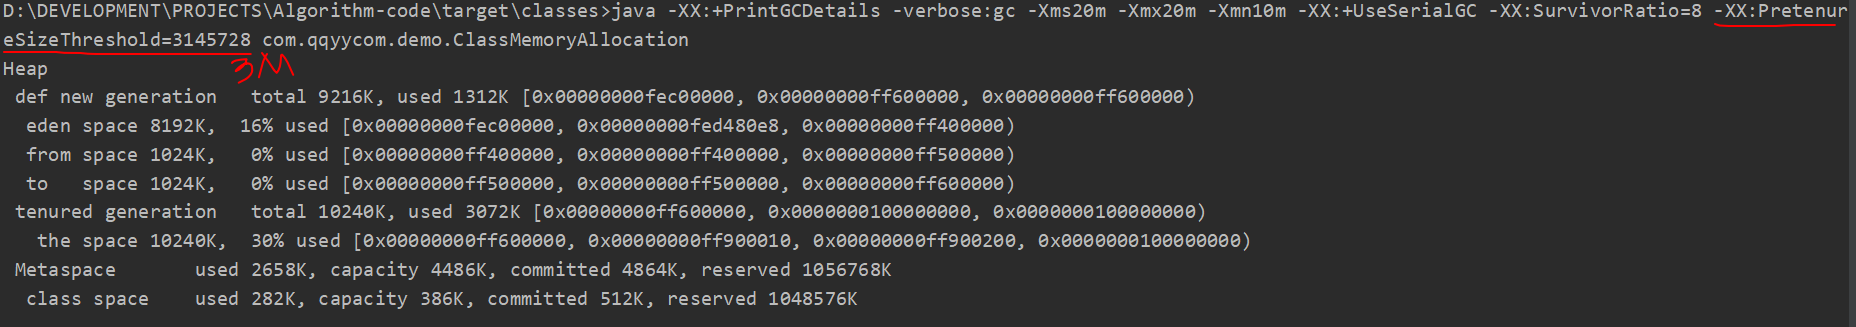 D:\DEVELOPMENT\PROJECTS\Algorithm-code\target\classes>java -XX:+PrintGCDetails -verbose:gc -Xms20m -Xmx20m -Xmn10m -XX:+UseSerialGC -XX:SurvivorRatio=8 -XX:Pretenur
eSizeThreshold=3145728 com.qqyycom.demo.ClassMemoryAllocation
3M
Heap
 def new generation   total 9216K, used 1312K [0x00000000fec00000, 0x00000000ff600000, 0x00000000ff600000)
  eden space 8192K,  16% used [0x00000000fec00000, 0x00000000fed480e8, 0x00000000ff400000)
  from space 1024K,   0% used [0x00000000ff400000, 0x00000000ff400000, 0x00000000ff500000)
  to   space 1024K,   0% used [0x00000000ff500000, 0x00000000ff500000, 0x00000000ff600000)
 tenured generation   total 10240K, used 3072K [0x00000000ff600000, 0x0000000100000000, 0x0000000100000000)
   the space 10240K,  30% used [0x00000000ff600000, 0x00000000ff900010, 0x00000000ff900200, 0x0000000100000000)
 Metaspace       used 2658K, capacity 4486K, committed 4864K, reserved 1056768K
  class space    used 282K, capacity 386K, committed 512K, reserved 1048576K